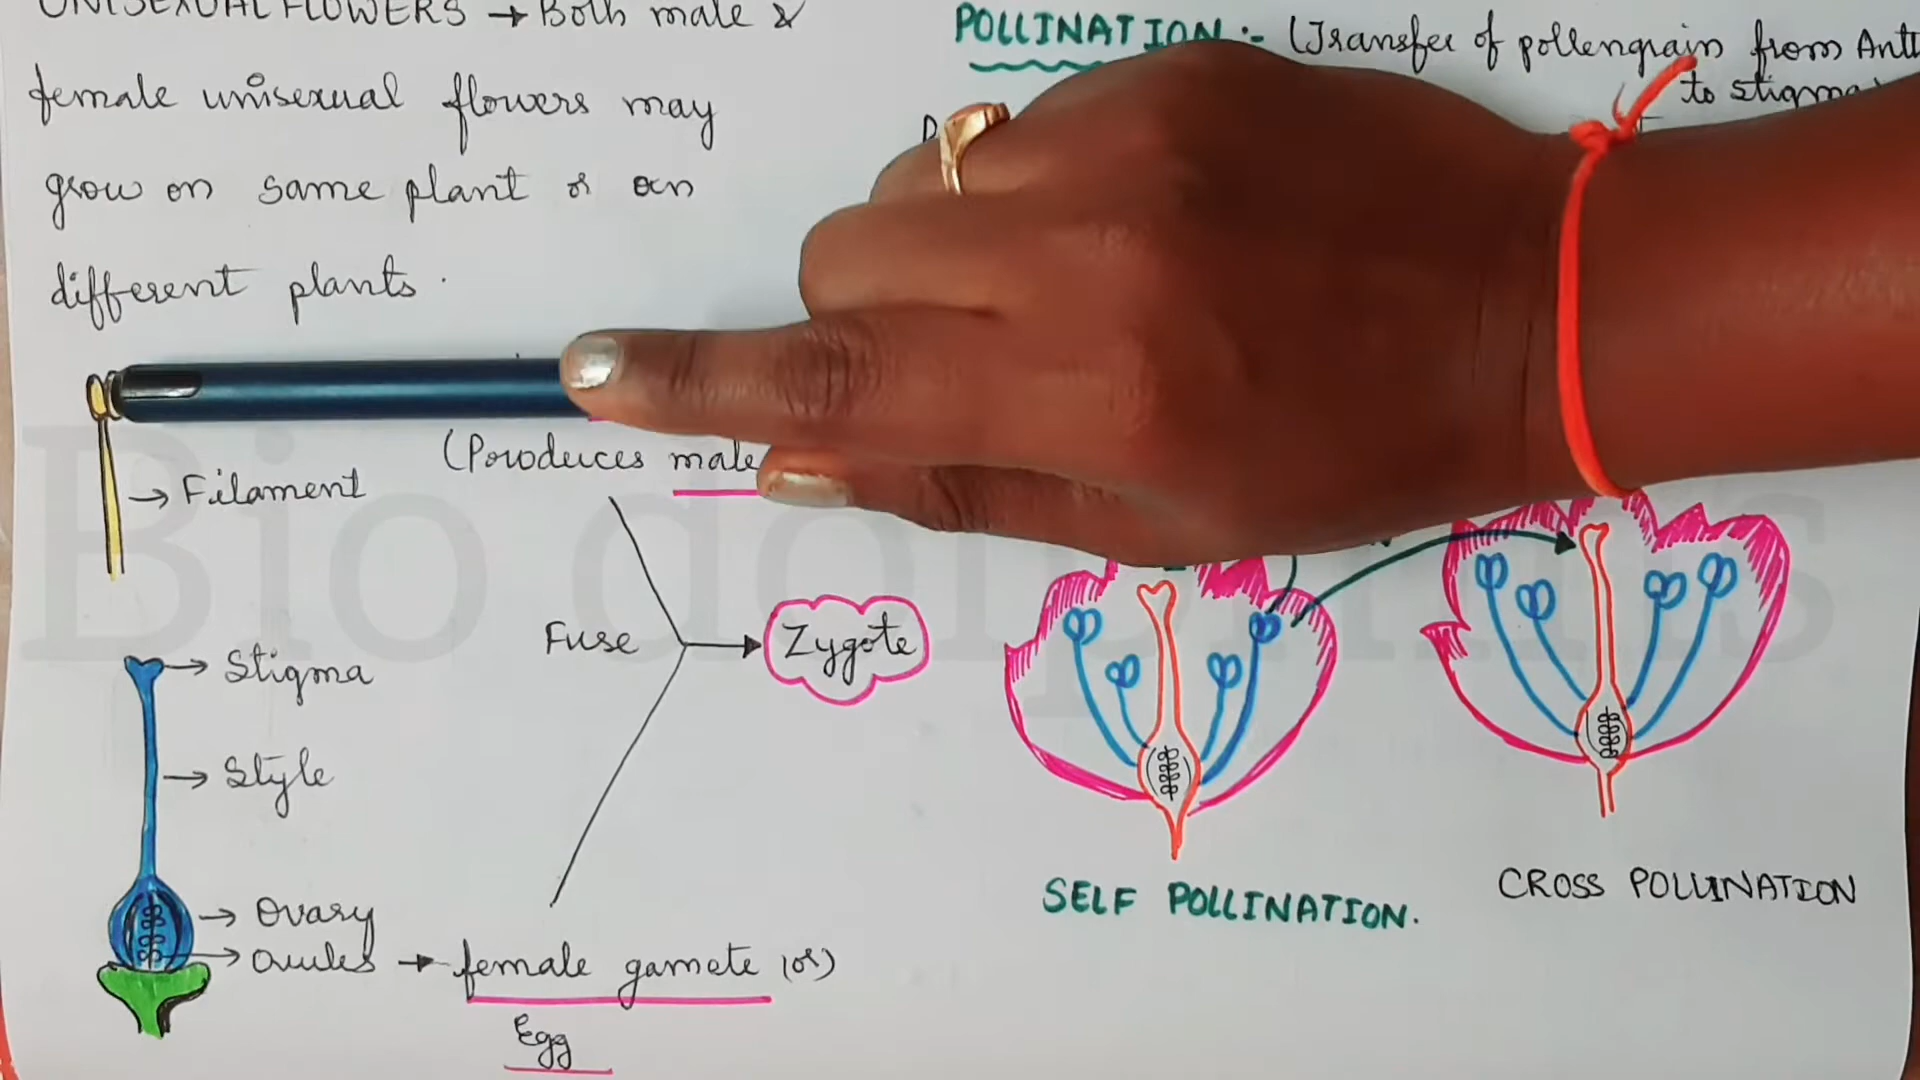 UNISEXUAL FLOWERS → Both male &
female unisexual flowers may
grow on same plant or on
different plants.
→ Filament
(Produces male
Fuse
Zygote
→ Stigma
→ Style
→ Ovary
→ Ovules → female gamete (or)
Egg
POLLINATION :- (Transfer of pollengrain from
to stigma)
SELF POLLINATION.
CROSS POLLINATION
Bio dolphins